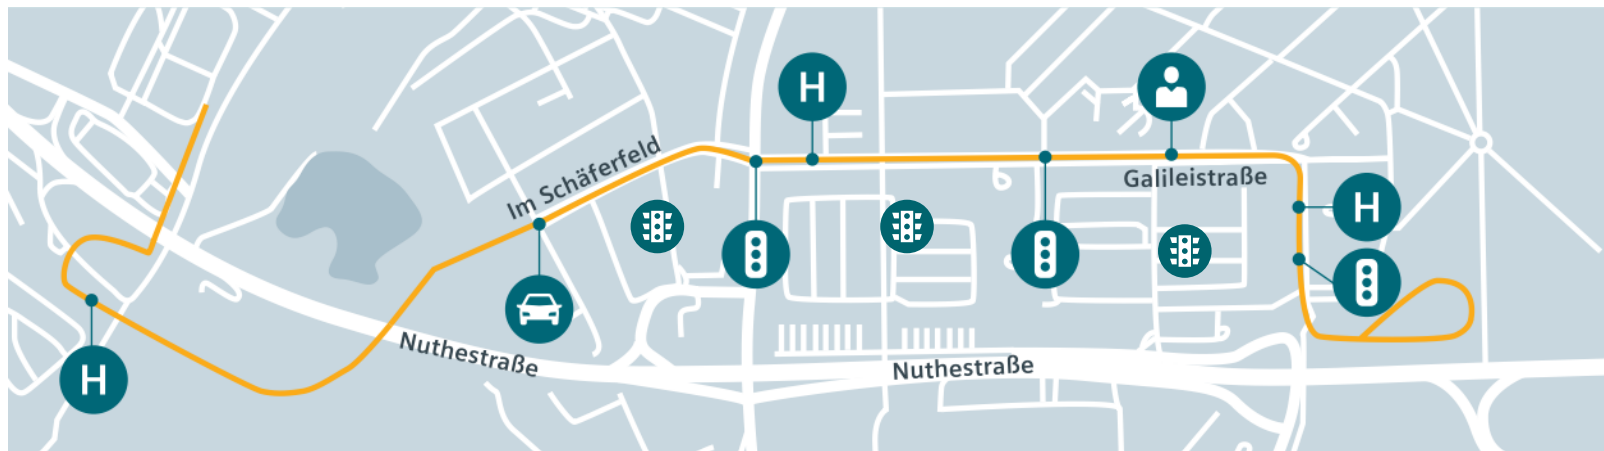 H
Im Schäferfeld
Galileistraße
H
Nuthestraße
Nuthestraße
H